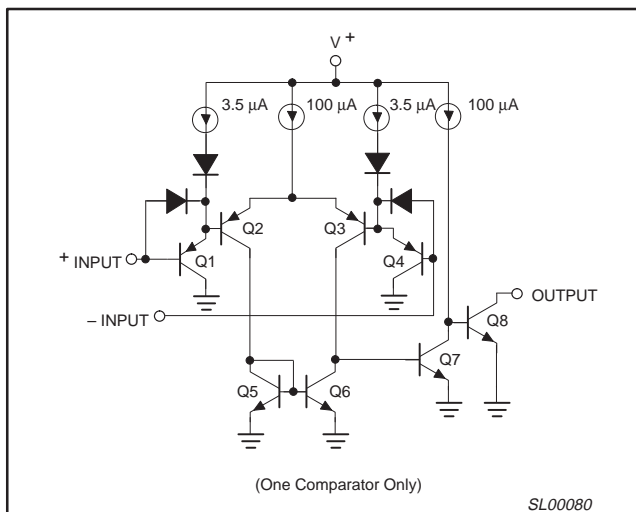 V +
3.5 µA 100 µA 3.5 µA 100 µA
Q2 Q3
+ INPUT Q1 Q4
OUTPUT
– INPUT Q8
Q7
Q5 Q6
(One Comparator Only)
SL00080